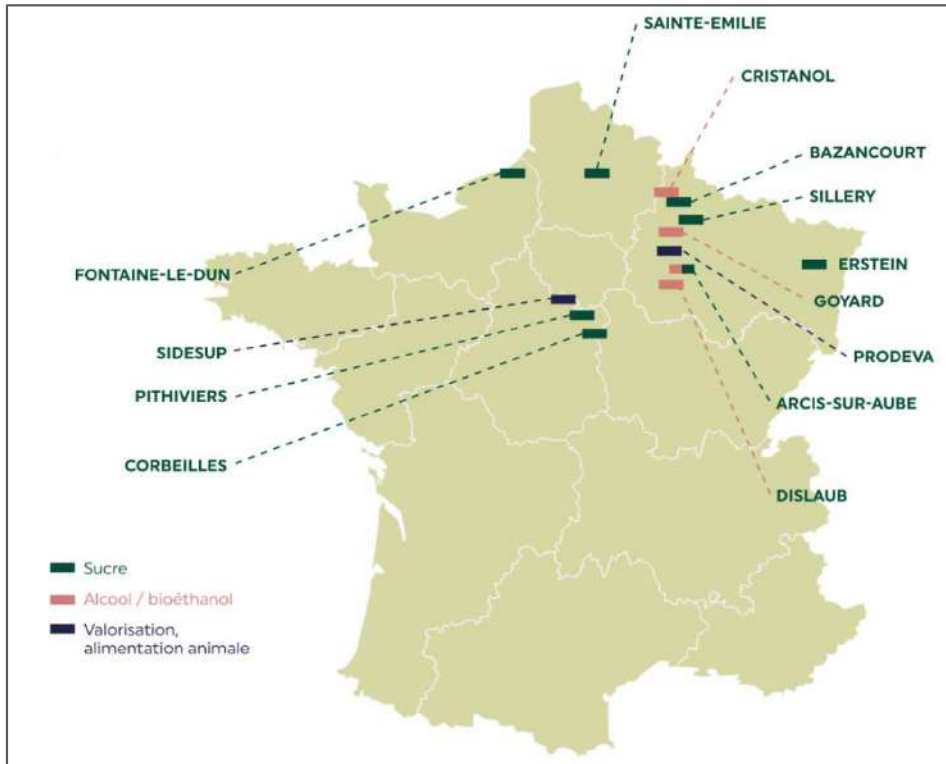 SAINTE-EMILIE
CRISTANOL
BAZANCOURT
SILLERY
FONTAINE-LE-DUN
ERSTEIN
GOYARD
SIDESUP
PRODEVA
PITHIVIERS
ARCIS-SUR-AUBE
CORBEILLES
DISLAUB
Sucre
Alcool / bioéthanol
Valorisation,
alimentation animale